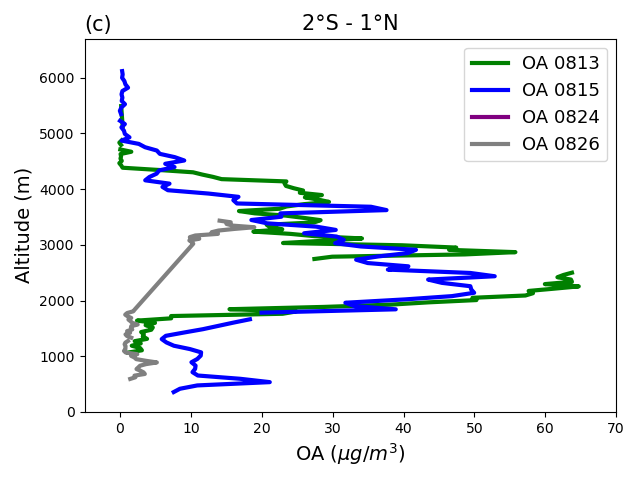 (c)
2°S - 1°N
OA 0813
OA 0815
OA 0824
OA 0826
Altitude (m)
6000
5000
4000
3000
2000
1000
0
0 10 20 30 40 50 60 70
OA (μg/m³)